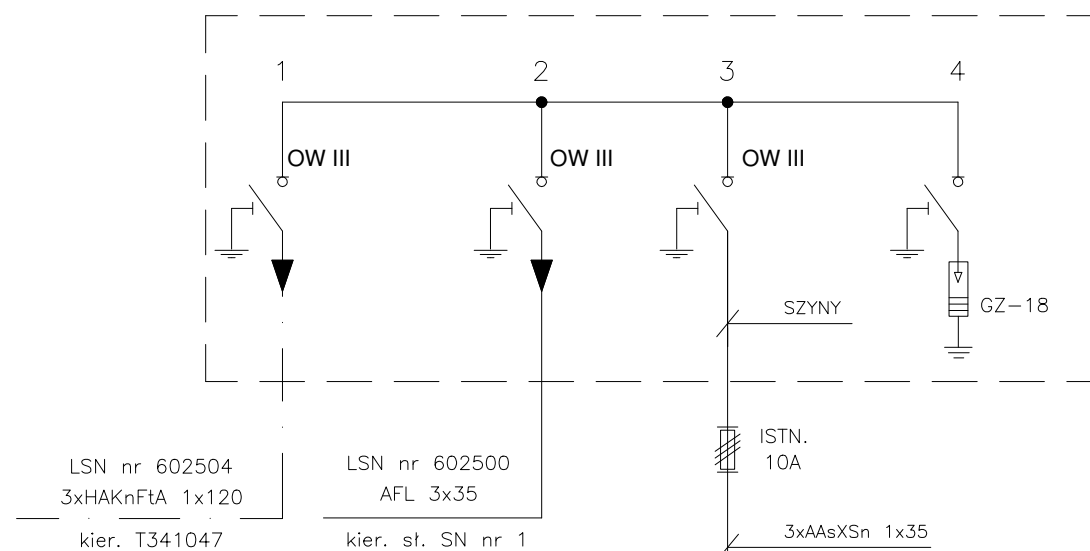 1
2
3
4
OW III
OW III
OW III
SZYNY
GZ-18
ISTN.
10A
LSN nr 602504
3xHAKnFtA 1x120
kier. T341047
LSN nr 602500
AFL 3x35
kier. st. SN nr 1
3xAAsXSn 1x35